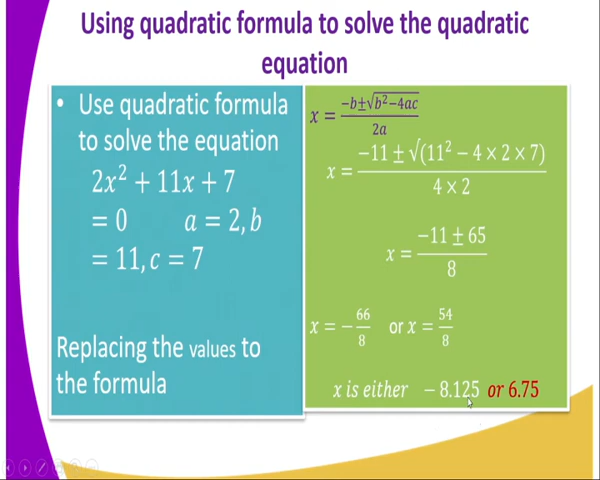 Using quadratic formula to solve the quadratic
equation
• Use quadratic formula
to solve the equation
2x² + 11x + 7
= 0 a = 2, b
= 11, c = 7
Replacing the values to
the formula
x = (-b±√(b²-4ac))/(2a)
x = (-11 ± √(11² - 4 × 2 × 7))/(4 × 2)
x = (-11 ± 65)/8
x = -66/8 or x = 54/8
x is either - 8.125 or 6.75